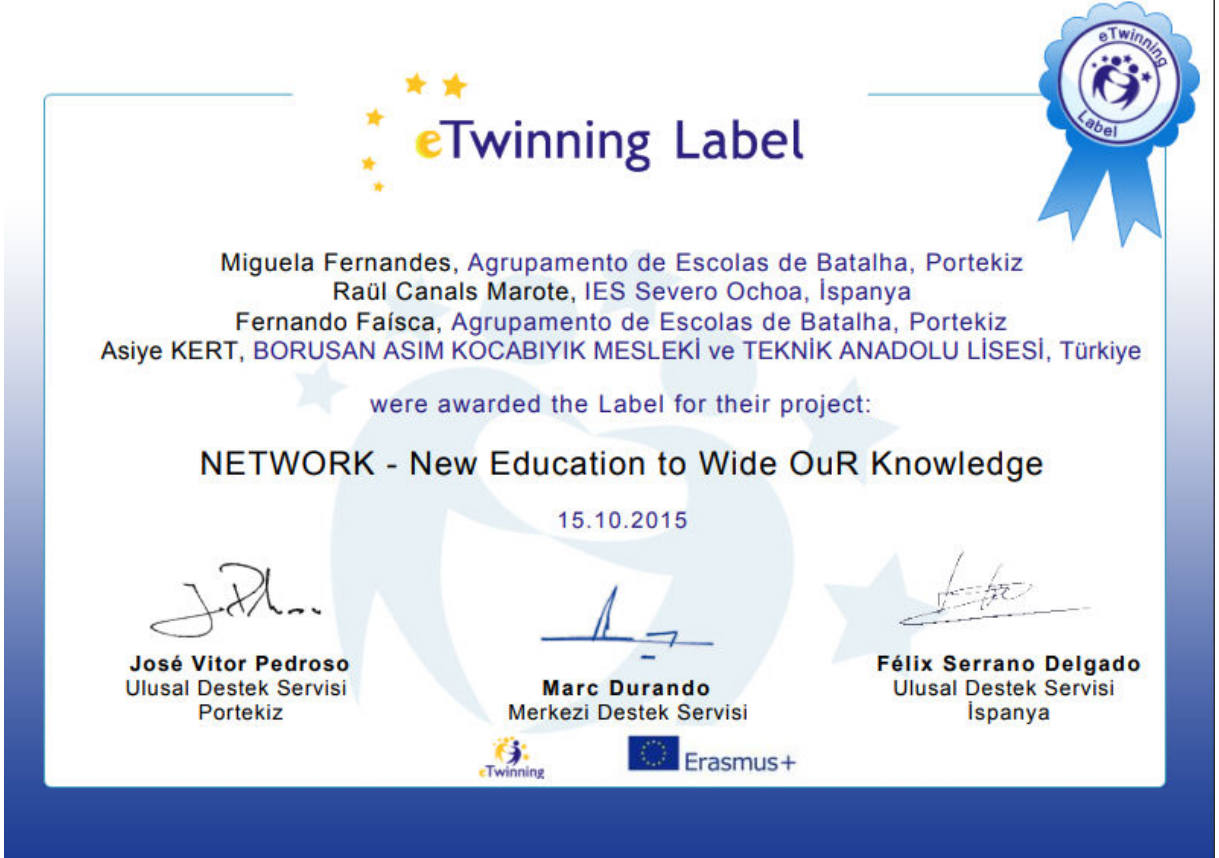 eTwinning Label
eTwinning
Label
Miguela Fernandes, Agrupamento de Escolas de Batalha, Portekiz
Raül Canals Marote, IES Severo Ochoa, İspanya
Fernando Faísca, Agrupamento de Escolas de Batalha, Portekiz
Asiye KERT, BORUSAN ASIM KOCABIYIK MESLEKİ ve TEKNİK ANADOLU LİSESİ, Türkiye
were awarded the Label for their project:
NETWORK - New Education to Wide OuR Knowledge
15.10.2015
José Vitor Pedroso
Ulusal Destek Servisi
Portekiz
Marc Durando
Merkezi Destek Servisi
Félix Serrano Delgado
Ulusal Destek Servisi
İspanya
eTwinning
Erasmus+